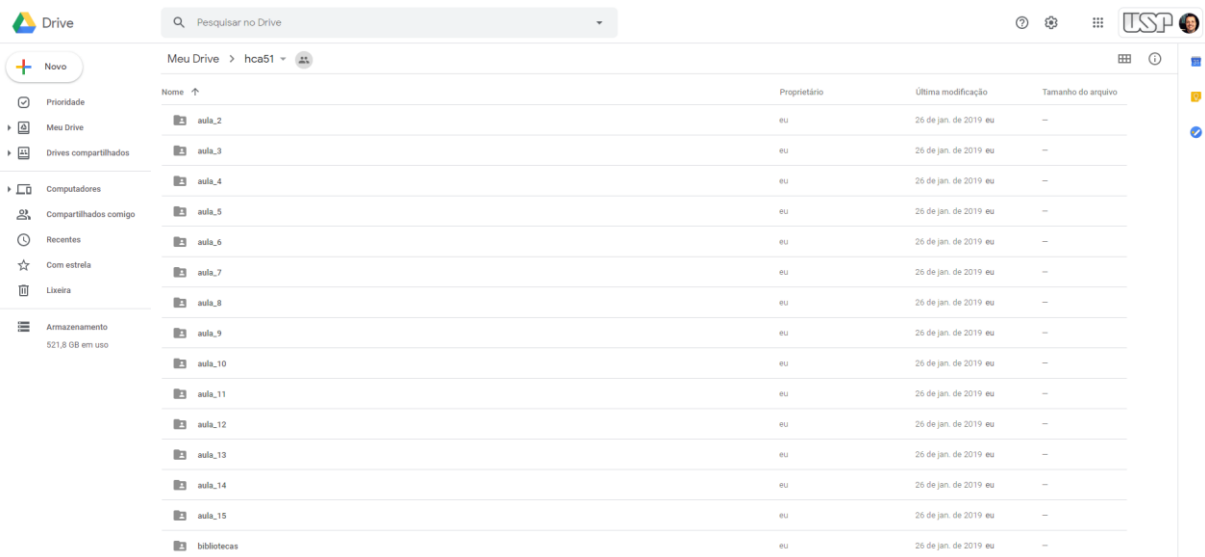 Drive
Pesquisar no Drive
USP
Novo
Meu Drive > hca51
Prioridade
Meu Drive
Drives compartilhados
Computadores
Compartilhados comigo
Recentes
Com estrela
Lixeira
Armazenamento
521,8 GB em uso
Nome Proprietário Última modificação Tamanho do arquivo
aula_2 eu 26 de jan. de 2019 eu –
aula_3 eu 26 de jan. de 2019 eu –
aula_4 eu 26 de jan. de 2019 eu –
aula_5 eu 26 de jan. de 2019 eu –
aula_6 eu 26 de jan. de 2019 eu –
aula_7 eu 26 de jan. de 2019 eu –
aula_8 eu 26 de jan. de 2019 eu –
aula_9 eu 26 de jan. de 2019 eu –
aula_10 eu 26 de jan. de 2019 eu –
aula_11 eu 26 de jan. de 2019 eu –
aula_12 eu 26 de jan. de 2019 eu –
aula_13 eu 26 de jan. de 2019 eu –
aula_14 eu 26 de jan. de 2019 eu –
aula_15 eu 26 de jan. de 2019 eu –
bibliotecas eu 26 de jan. de 2019 eu –